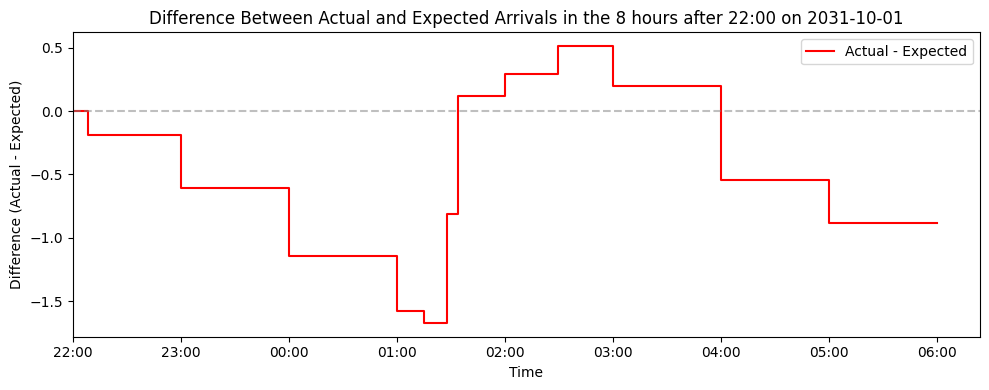 Difference Between Actual and Expected Arrivals in the 8 hours after 22:00 on 2031-10-01
Actual - Expected
Difference (Actual - Expected)
0.5
0.0
−0.5
−1.0
−1.5
22:00 23:00 00:00 01:00 02:00 03:00 04:00 05:00 06:00
Time